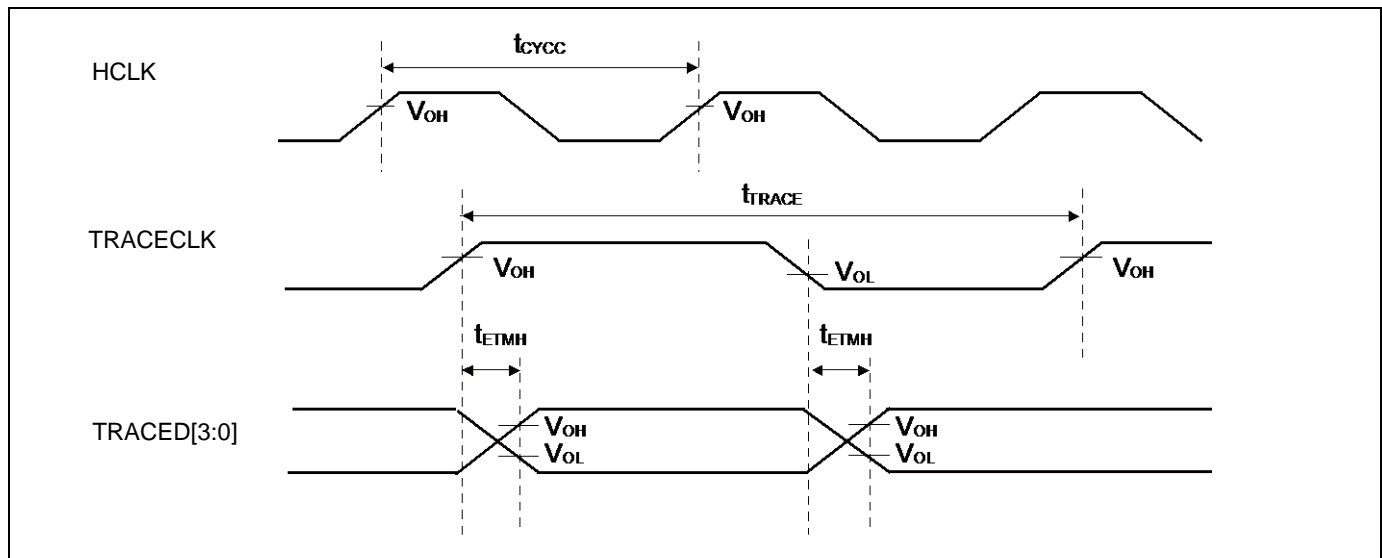 tCYCC
HCLK
VOH
VOH
tTRACE
TRACECLK
VOH
VOL
VOH
tETMH
tETMH
TRACED[3:0]
VOH
VOH
VOL
VOL